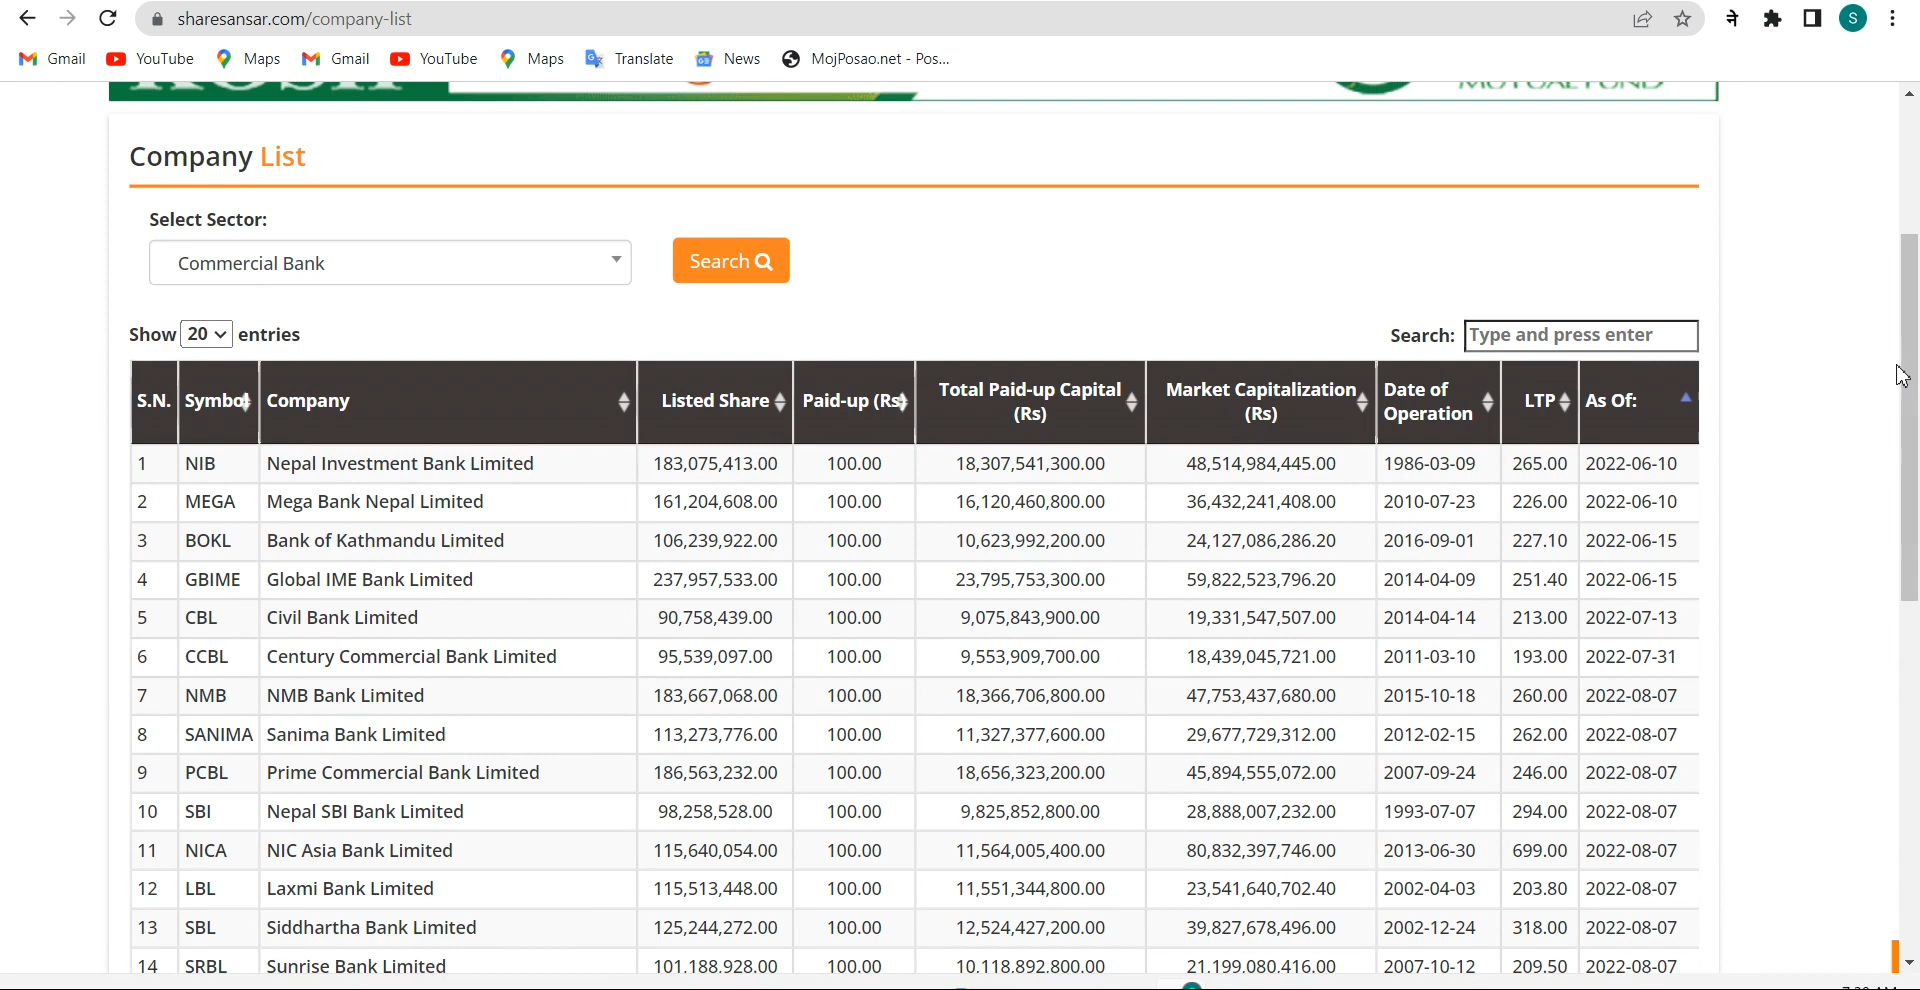 sharesansar.com/company-list
ने
S
Gmail YouTube Maps Gmail YouTube Maps Translate News MojPosao.net - Pos...
Company List
Select Sector:
Commercial Bank
Search
Show 20 entries
Search: Type and press enter
S.N. Symbol Company Listed Share Paid-up (Rs) Total Paid-up Capital (Rs) Market Capitalization (Rs) Date of Operation LTP As Of:
1 NIB Nepal Investment Bank Limited 183,075,413.00 100.00 18,307,541,300.00 48,514,984,445.00 1986-03-09 265.00 2022-06-10
2 MEGA Mega Bank Nepal Limited 161,204,608.00 100.00 16,120,460,800.00 36,432,241,408.00 2010-07-23 226.00 2022-06-10
3 BOKL Bank of Kathmandu Limited 106,239,922.00 100.00 10,623,992,200.00 24,127,086,286.20 2016-09-01 227.10 2022-06-15
4 GBIME Global IME Bank Limited 237,957,533.00 100.00 23,795,753,300.00 59,822,523,796.20 2014-04-09 251.40 2022-06-15
5 CBL Civil Bank Limited 90,758,439.00 100.00 9,075,843,900.00 19,331,547,507.00 2014-04-14 213.00 2022-07-13
6 CCBL Century Commercial Bank Limited 95,539,097.00 100.00 9,553,909,700.00 18,439,045,721.00 2011-03-10 193.00 2022-07-31
7 NMB NMB Bank Limited 183,667,068.00 100.00 18,366,706,800.00 47,753,437,680.00 2015-10-18 260.00 2022-08-07
8 SANIMA Sanima Bank Limited 113,273,776.00 100.00 11,327,377,600.00 29,677,729,312.00 2012-02-15 262.00 2022-08-07
9 PCBL Prime Commercial Bank Limited 186,563,232.00 100.00 18,656,323,200.00 45,894,555,072.00 2007-09-24 246.00 2022-08-07
10 SBI Nepal SBI Bank Limited 98,258,528.00 100.00 9,825,852,800.00 28,888,007,232.00 1993-07-07 294.00 2022-08-07
11 NICA NIC Asia Bank Limited 115,640,054.00 100.00 11,564,005,400.00 80,832,397,746.00 2013-06-30 699.00 2022-08-07
12 LBL Laxmi Bank Limited 115,513,448.00 100.00 11,551,344,800.00 23,541,640,702.40 2002-04-03 203.80 2022-08-07
13 SBL Siddhartha Bank Limited 125,244,272.00 100.00 12,524,427,200.00 39,827,678,496.00 2002-12-24 318.00 2022-08-07
14 SRBL Sunrise Bank Limited 101,188,928.00 100.00 10,118,892,800.00 21,199,080,416.00 2007-10-12 209.50 2022-08-07